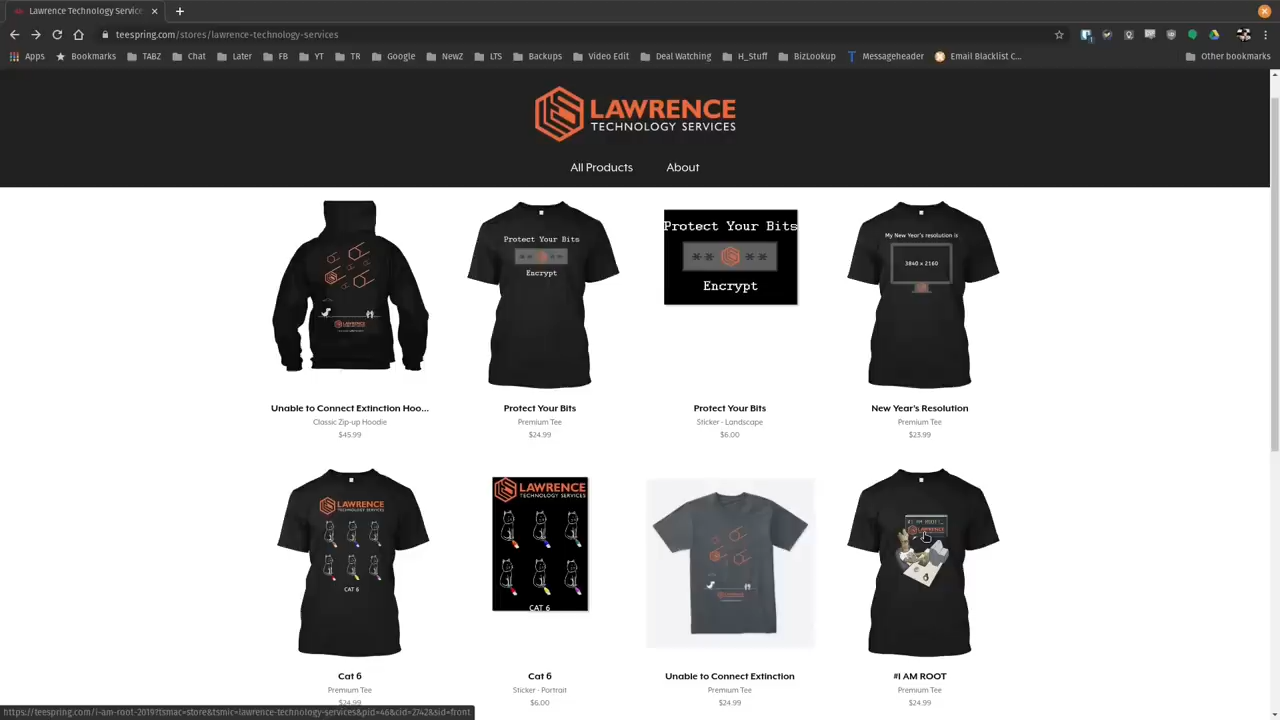 Lawrence Technology Service
teespring.com/stores/lawrence-technology-services
Apps Bookmarks TABZ Chat Later FB YT TR Google NewZ LTS Backups Video Edit Deal Watching H_Stuff BizLookup Messageheader Email Blacklist C... Other bookmarks
LAWRENCE
TECHNOLOGY SERVICES
All Products About
Protect Your Bits
Encrypt
Protect Your Bits
** **
Encrypt
My New Year's resolution is
3840 x 2160
Unable to Connect Extinction Hoo...
Classic Zip-up Hoodie
$45.99
Protect Your Bits
Premium Tee
$24.99
Protect Your Bits
Sticker - Landscape
$6.00
New Year's Resolution
Premium Tee
$23.99
LAWRENCE
TECHNOLOGY SERVICES
CAT 6
LAWRENCE
TECHNOLOGY SERVICES
CAT 6
#I AM ROOT!_
LAWRENCE
Cat 6
Premium Tee
$24.99
Cat 6
Sticker - Portrait
$6.00
Unable to Connect Extinction
Premium Tee
$24.99
#I AM ROOT
Premium Tee
$24.99
https://teespring.com/i-am-root-2019?tsmac=store&tsmic=lawrence-technology-services&pid=46&cid=2742&sid=front